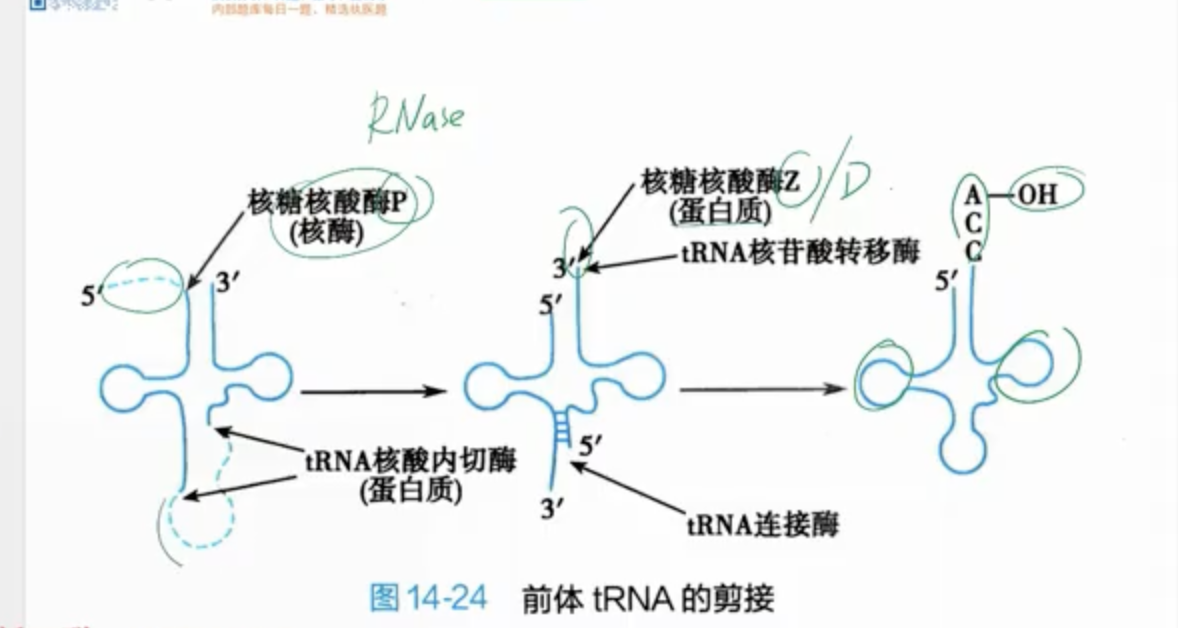 内部题库每日一题,精选执医题
RNase
核糖核酸酶P
(核酶)
5′
3′
tRNA核酸内切酶
(蛋白质)
核糖核酸酶Z /D
(蛋白质)
3′
tRNA核苷酸转移酶
5′
5′
3′
tRNA连接酶
A—OH
C
C
5′
图14-24 前体 tRNA 的剪接